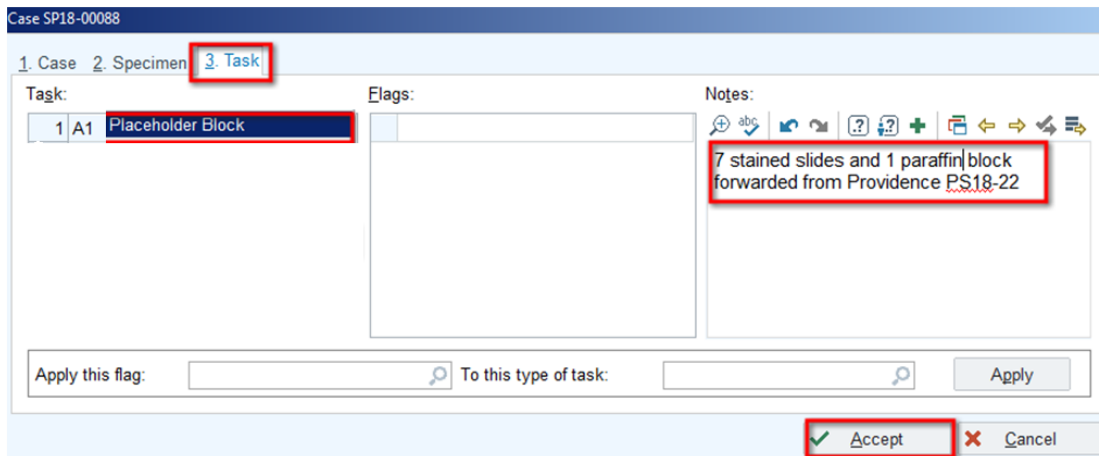 Case SP18-00088
1. Case 2. Specimen 3. Task
Task: Flags: Notes:
1 A1 Placeholder Block
abc
7 stained slides and 1 paraffin block
forwarded from Providence PS18-22
Apply this flag: To this type of task: Apply
Accept Cancel